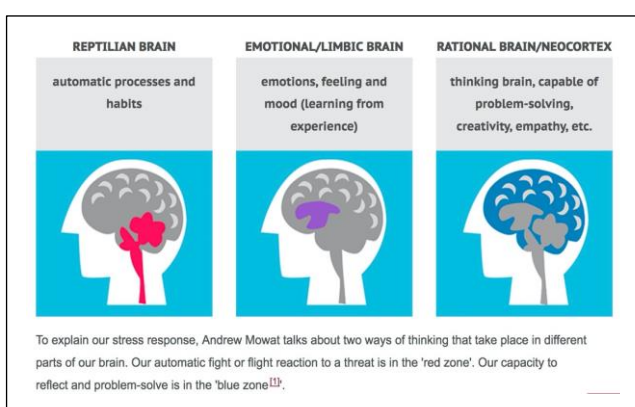 REPTILIAN BRAIN
automatic processes and
habits
EMOTIONAL/LIMBIC BRAIN
emotions, feeling and
mood (learning from
experience)
RATIONAL BRAIN/NEOCORTEX
thinking brain, capable of
problem-solving,
creativity, empathy, etc.
To explain our stress response, Andrew Mowat talks about two ways of thinking that take place in different
parts of our brain. Our automatic fight or flight reaction to a threat is in the 'red zone'. Our capacity to
reflect and problem-solve is in the 'blue zone[1]'.